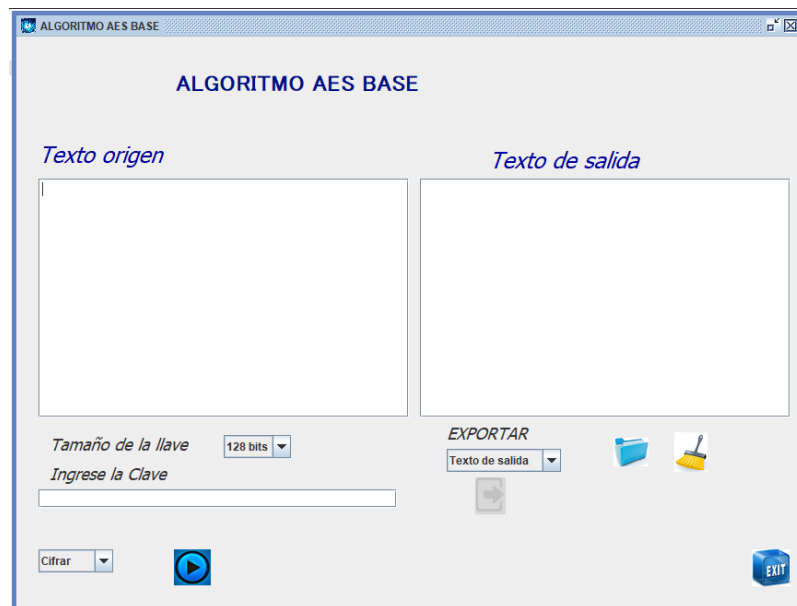 ALGORITMO AES BASE
ALGORITMO AES BASE
Texto origen
Texto de salida
Tamaño de la llave
128 bits
Ingrese la Clave
EXPORTAR
Texto de salida
Cifrar
EXIT